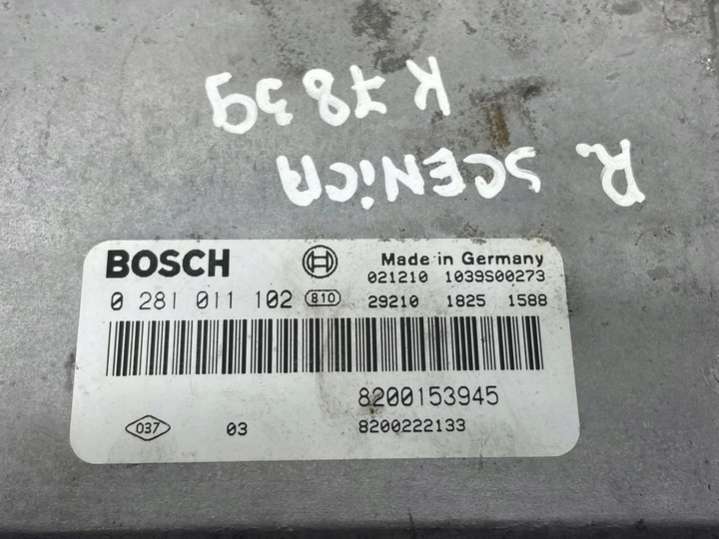 R. SCENICA
K 7839
BOSCH
Made in Germany
021210 1039S00273
0 281 011 102 810 29210 1825 1588
8200153945
037 03 8200222133